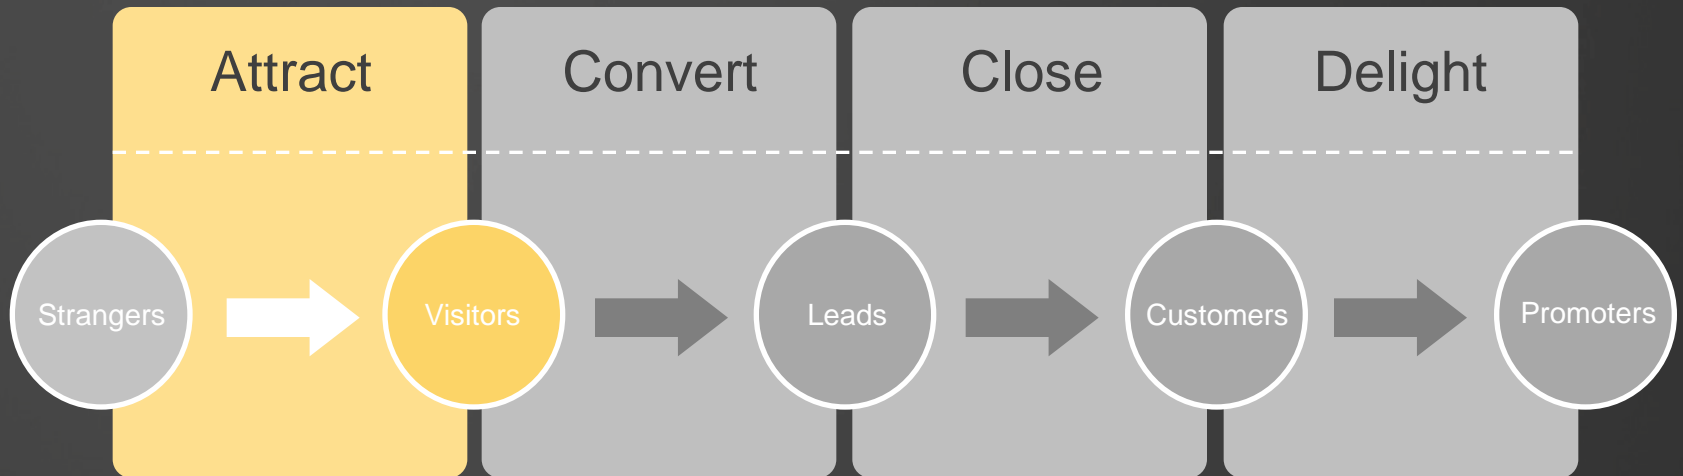 Attract
Convert
Close
Delight
Strangers
Visitors
Leads
Customers
Promoters